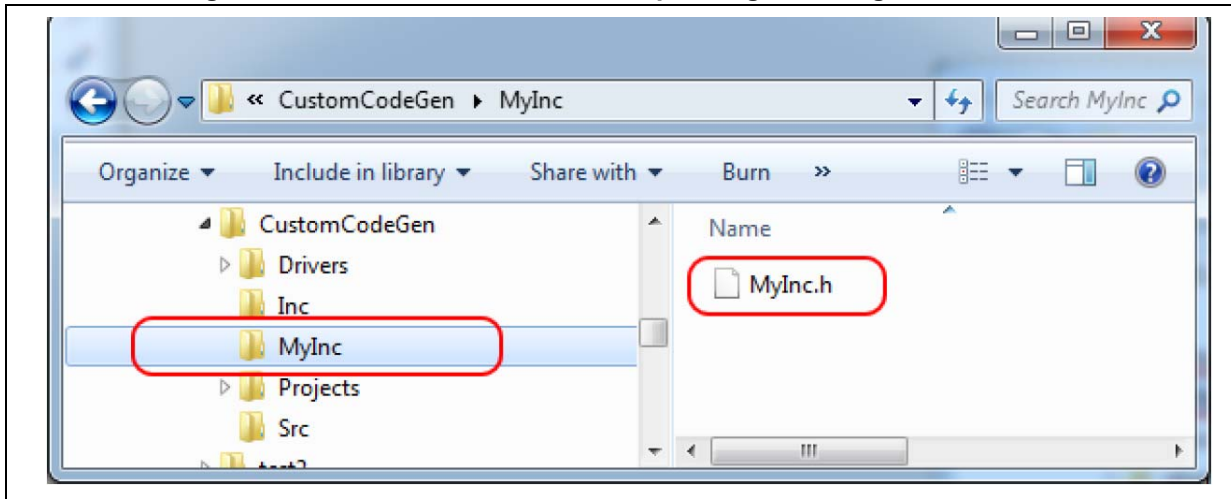 « CustomCodeGen ▸ MyInc
Search MyInc
Organize ▾ Include in library ▾ Share with ▾ Burn »
CustomCodeGen
Name
Drivers
MyInc.h
Inc
MyInc
Projects
Src